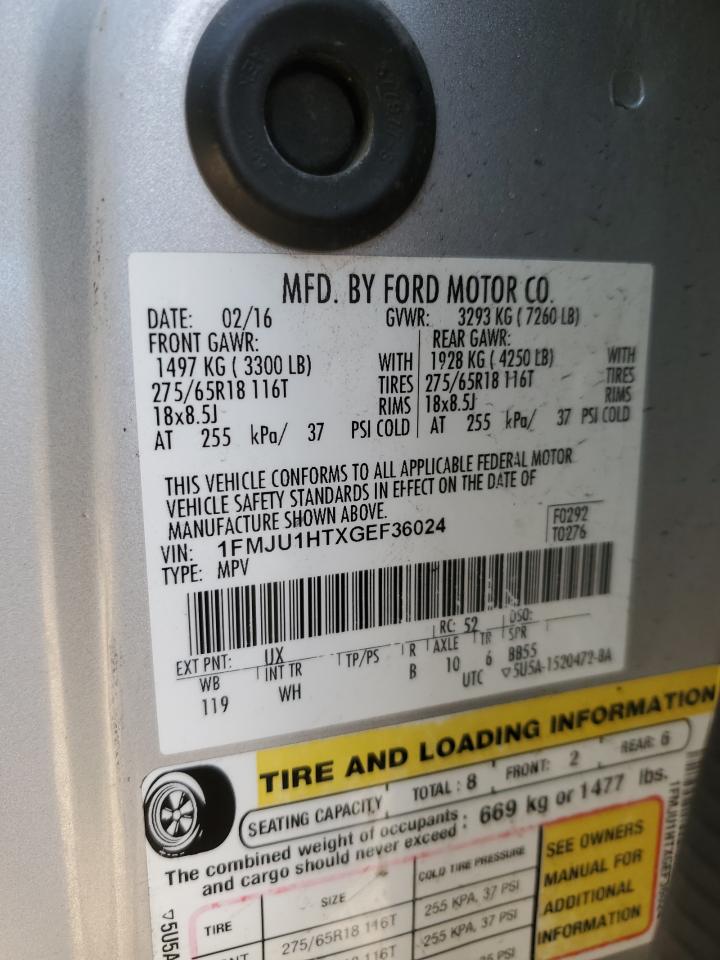 MFD. BY FORD MOTOR CO.
DATE: 02/16 GVWR: 3293 KG ( 7260 LB)
FRONT GAWR: REAR GAWR:
1497 KG ( 3300 LB) WITH 1928 KG ( 4250 LB) WITH
275/65R18 116T TIRES 275/65R18 116T TIRES
18x8.5J RIMS 18x8.5J RIMS
AT 255 kPa/ 37 PSI COLD AT 255 kPa/ 37 PSI COLD
THIS VEHICLE CONFORMS TO ALL APPLICABLE FEDERAL MOTOR
VEHICLE SAFETY STANDARDS IN EFFECT ON THE DATE OF
MANUFACTURE SHOWN ABOVE.
VIN: 1FMJU1HTXGEF36024
TYPE: MPV
F0292
T0276
EXT PNT: UX RC: 52 DSO:
WB INT TR TP/PS R AXLE TR SPR
119 WH B 10 6 BB55
UTC ▽5U5A-1520472-BA
TIRE AND LOADING INFORMATION
SEATING CAPACITY TOTAL : 8 FRONT: 2 REAR: 6
The combined weight of occupants : 669 kg or 1477 lbs.
and cargo should never exceed
TIRE SIZE COLD TIRE PRESSURE
275/65R18 116T 255 KPA, 37 PSI
116T 255 KPA, 37 PSI
SEE OWNERS
MANUAL FOR
ADDITIONAL
INFORMATION
▽5U5A